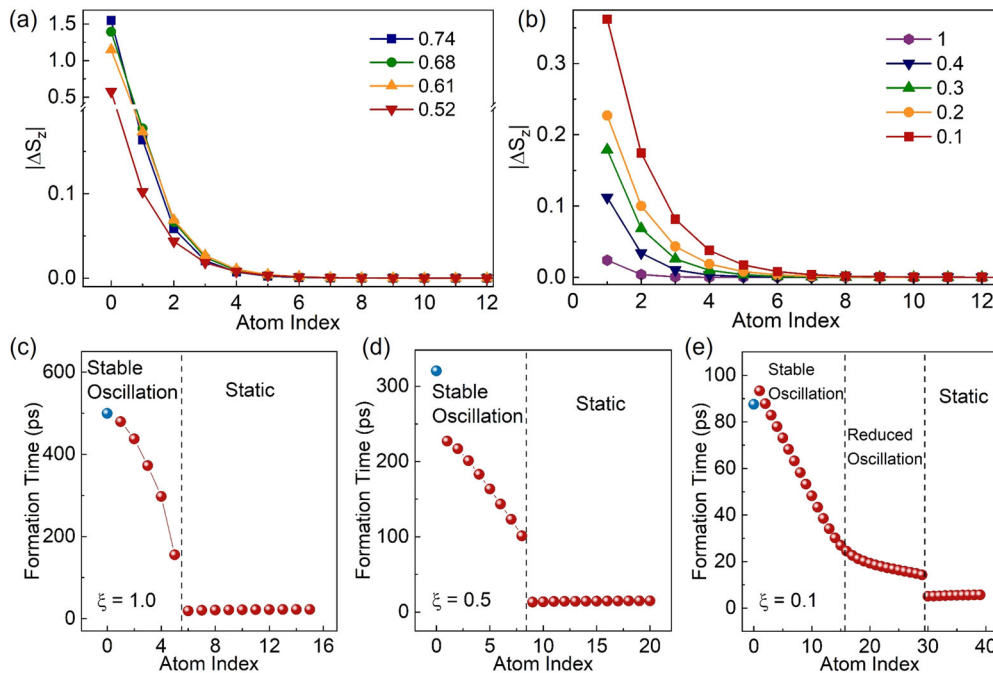 (a)
1.5
1.0
0.5
0.1
0.0
|ΔS_z|
0.74
0.68
0.61
0.52
0 2 4 6 8 10 12
Atom Index
(b)
0.3
0.2
0.1
0.0
|ΔS_z|
1
0.4
0.3
0.2
0.1
0 2 4 6 8 10 12
Atom Index
(c)
600
400
200
0
Formation Time (ps)
Stable
Oscillation
Static
ξ = 1.0
0 4 8 12 16
Atom Index
(d)
300
200
100
0
Formation Time (ps)
Stable
Oscillation
Static
ξ = 0.5
0 5 10 15 20
Atom Index
(e)
100
80
60
40
20
0
Formation Time (ps)
Stable
Oscillation
Reduced
Oscillation
Static
ξ = 0.1
0 10 20 30 40
Atom Index